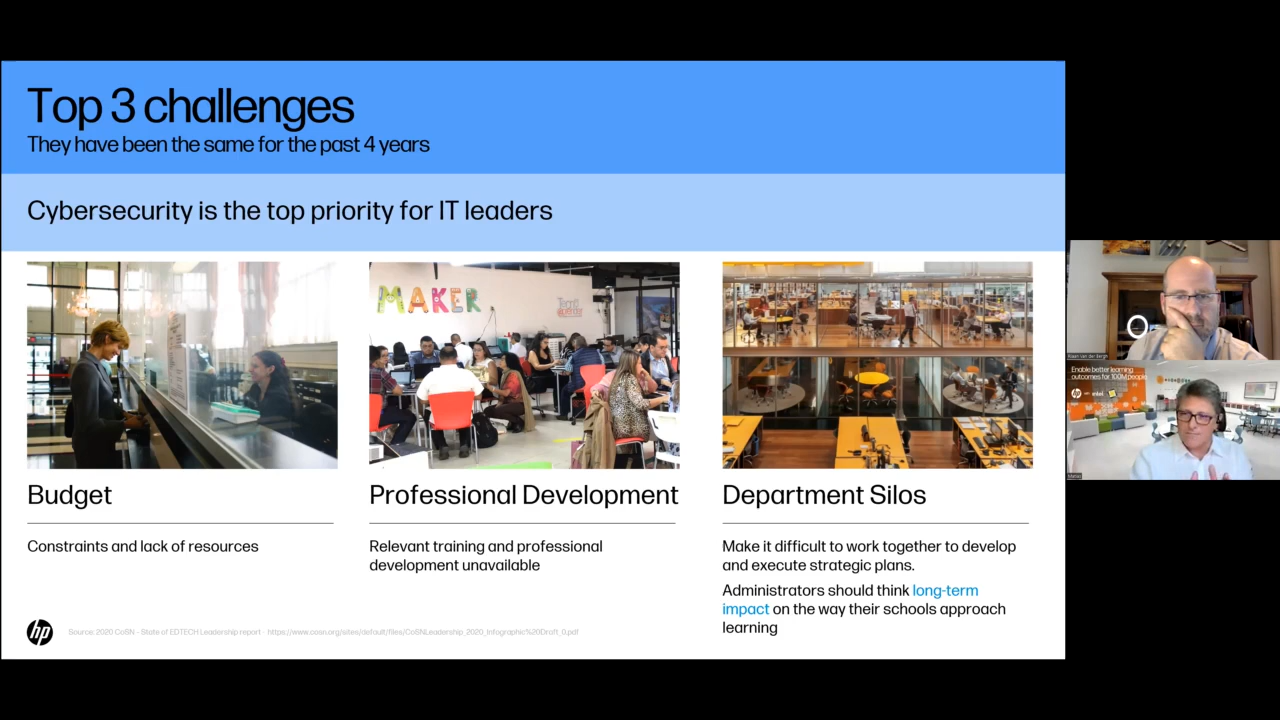 Top 3 challenges
They have been the same for the past 4 years
Cybersecurity is the top priority for IT leaders
MAKER
Budget
Constraints and lack of resources
Professional Development
Relevant training and professional
development unavailable
Department Silos
Make it difficult to work together to develop
and execute strategic plans.
Administrators should think long-term
impact on the way their schools approach
learning
hp
Source: 2020 CoSN – State of EDTECH Leadership report - https://www.cosn.org/sites/default/files/CoSNLeadership_2020_Infographic%20Draft_0.pdf
Enable better learning
outcomes for 100M people
hp
intel